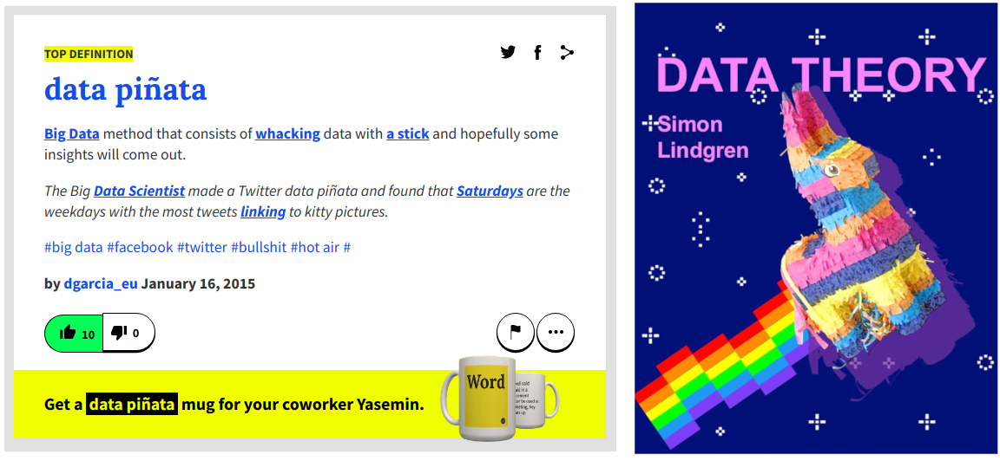 TOP DEFINITION
data piñata
Big Data method that consists of whacking data with a stick and hopefully some
insights will come out.
The Big Data Scientist made a Twitter data piñata and found that Saturdays are the
weekdays with the most tweets linking to kitty pictures.
#big data #facebook #twitter #bullshit #hot air #
by dgarcia_eu January 16, 2015
10 0
Get a data piñata mug for your coworker Yasemin.
Word
DATA THEORY
Simon
Lindgren